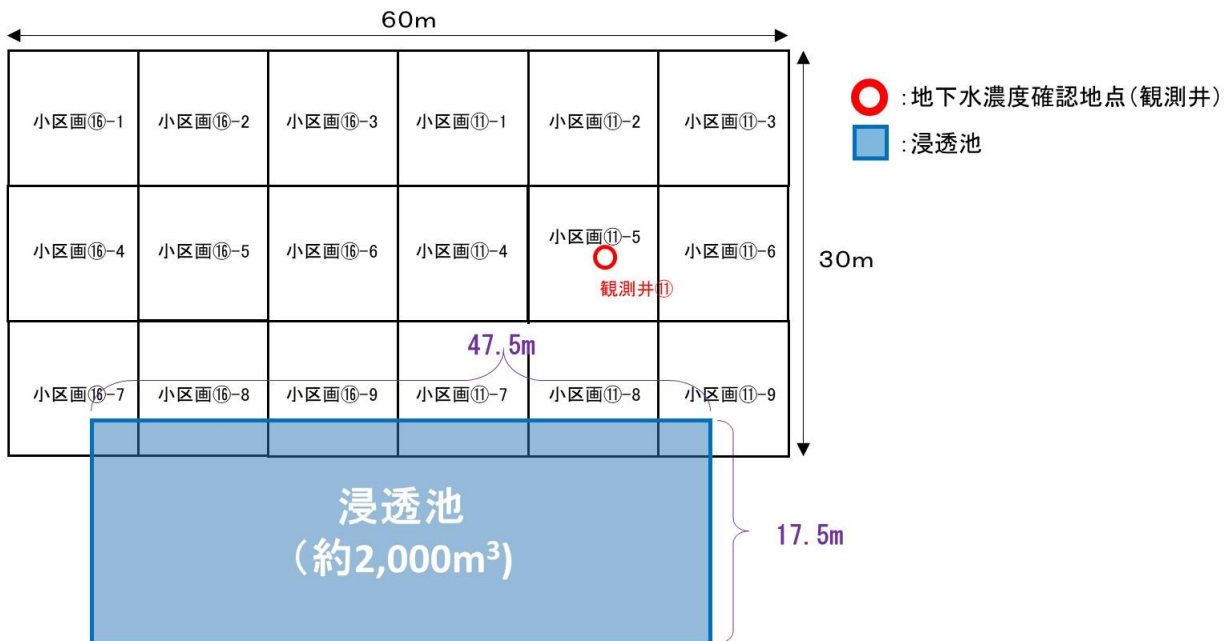 60m
小区画⑯-1
小区画⑯-2
小区画⑯-3
小区画⑪-1
小区画⑪-2
小区画⑪-3
:地下水濃度確認地点(観測井)
:浸透池
小区画⑯-4
小区画⑯-5
小区画⑯-6
小区画⑪-4
小区画⑪-5
小区画⑪-6
観測井⑪
30m
47.5m
小区画⑯-7
小区画⑯-8
小区画⑯-9
小区画⑪-7
小区画⑪-8
小区画⑪-9
浸透池
(約2,000m³)
17.5m